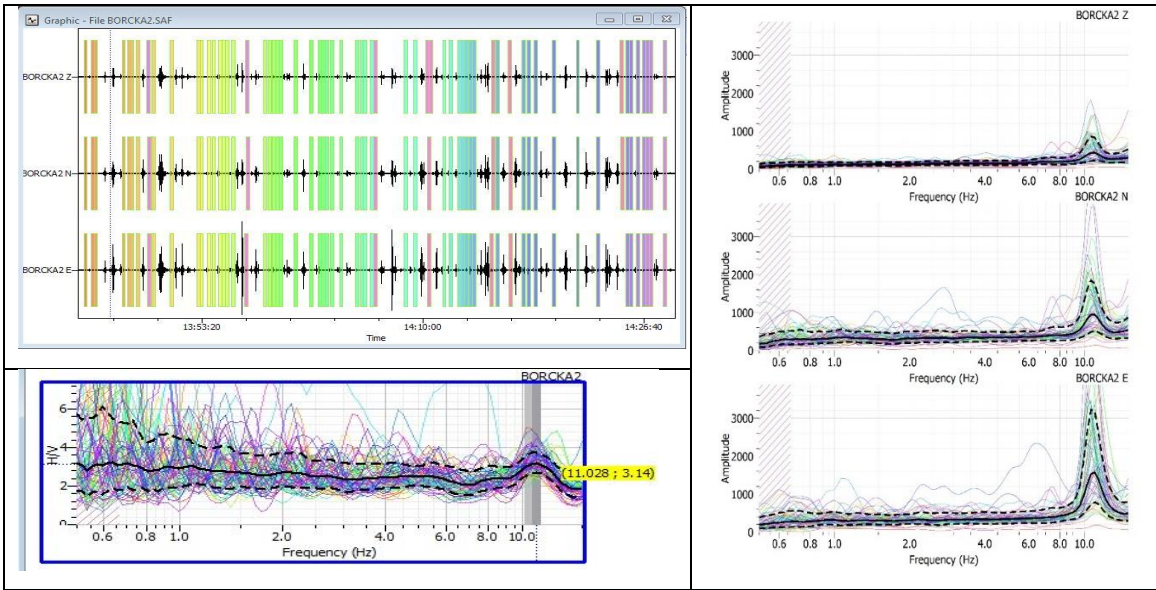 Graphic - File BORCKA2.SAF
BORCKA2 Z
BORCKA2 N
BORCKA2 E
13:53:20 14:10:00 14:26:40
Time
BORCKA2
6
4
2
0
H/V
(11.028 ; 3.14)
0.6 0.8 1.0 2.0 4.0 6.0 8.0 10.0
Frequency (Hz)
BORCKA2 Z
3000
2000
1000
0
Amplitude
0.6 0.8 1.0 2.0 4.0 6.0 8.0 10.0
Frequency (Hz)
BORCKA2 N
3000
2000
1000
0
Amplitude
0.6 0.8 1.0 2.0 4.0 6.0 8.0 10.0
Frequency (Hz)
BORCKA2 E
3000
2000
1000
0
Amplitude
0.6 0.8 1.0 2.0 4.0 6.0 8.0 10.0
Frequency (Hz)